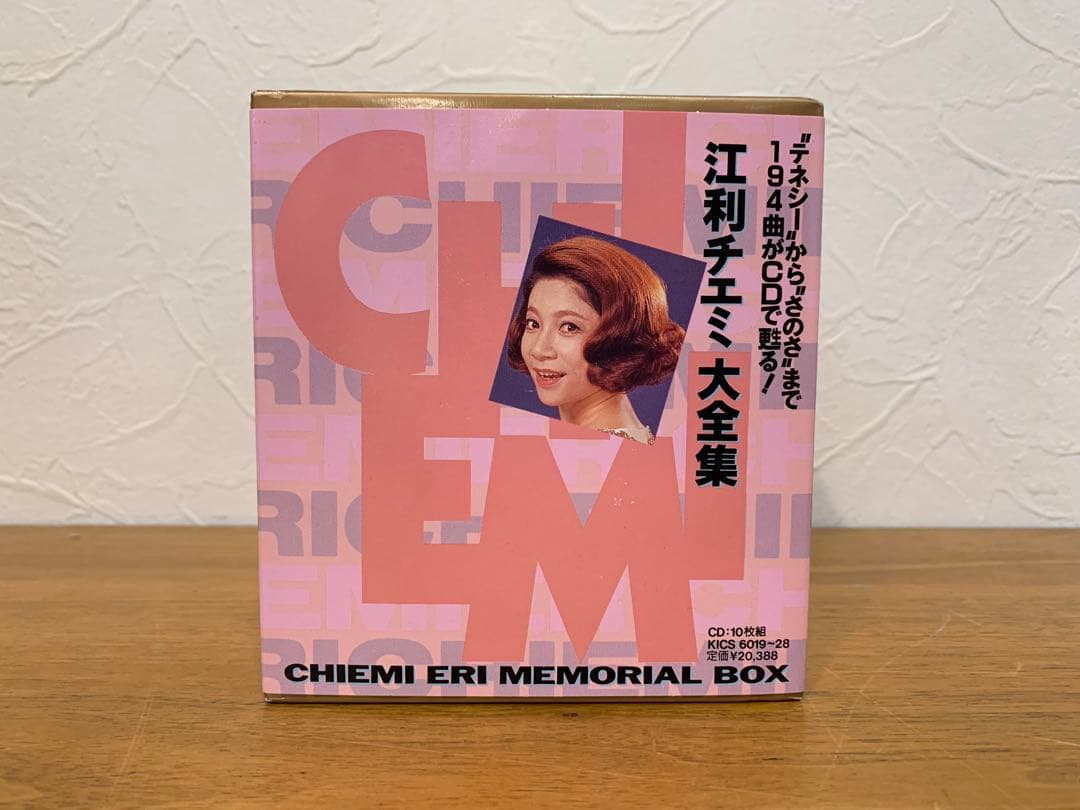 “テネシー”から“さのさ”まで
194曲がCDで甦る!
江利チエミ大全集
CHIEMI
CD:10枚組
KICS 6019~28
定価¥20,388
CHIEMI ERI MEMORIAL BOX